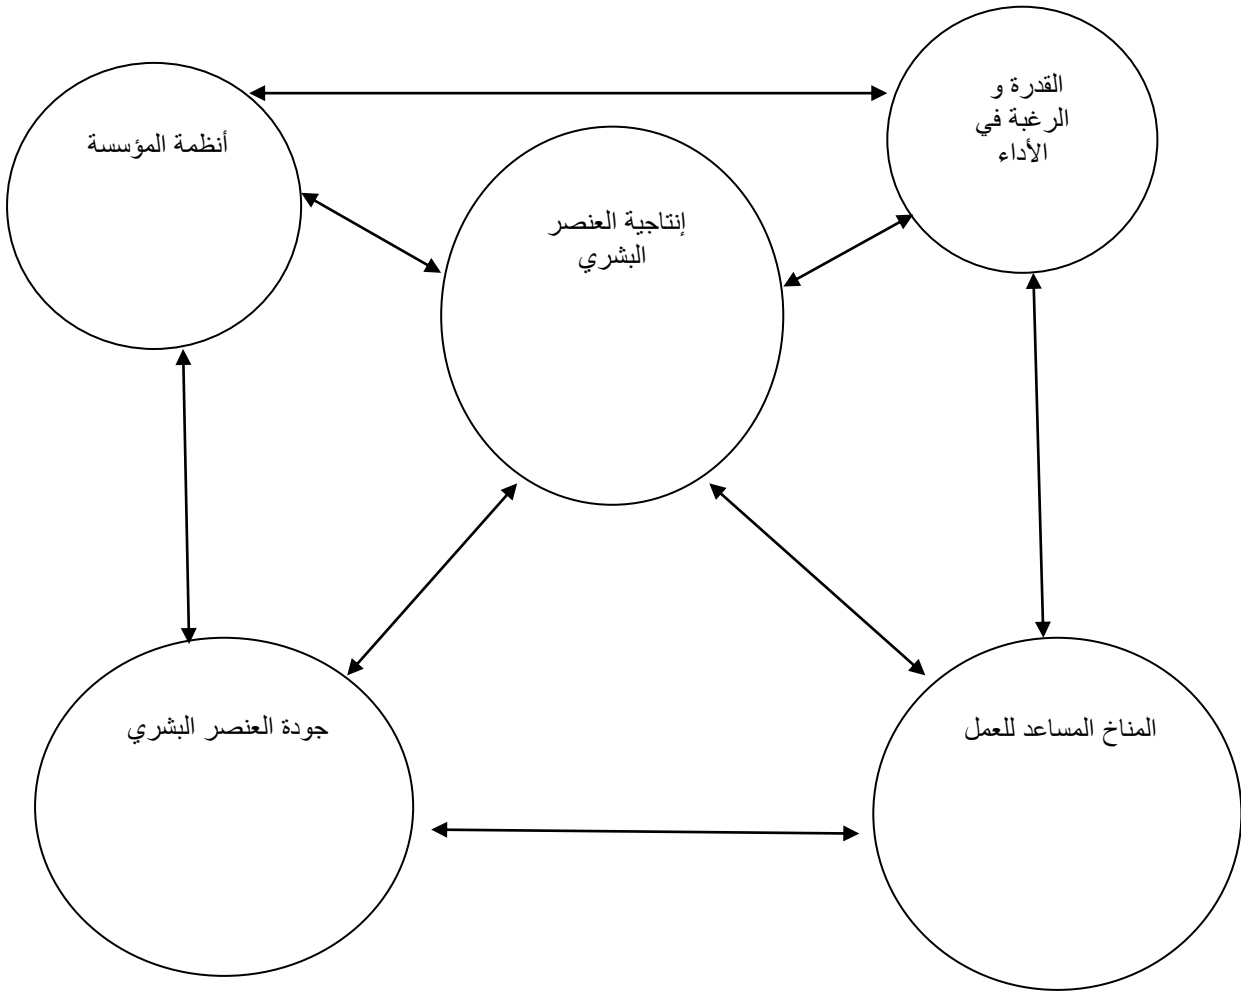 القدرة و
الرغبة في
الأداء
أنظمة المؤسسة
إنتاجية العنصر
البشري
المناخ المساعد للعمل
جودة العنصر البشري